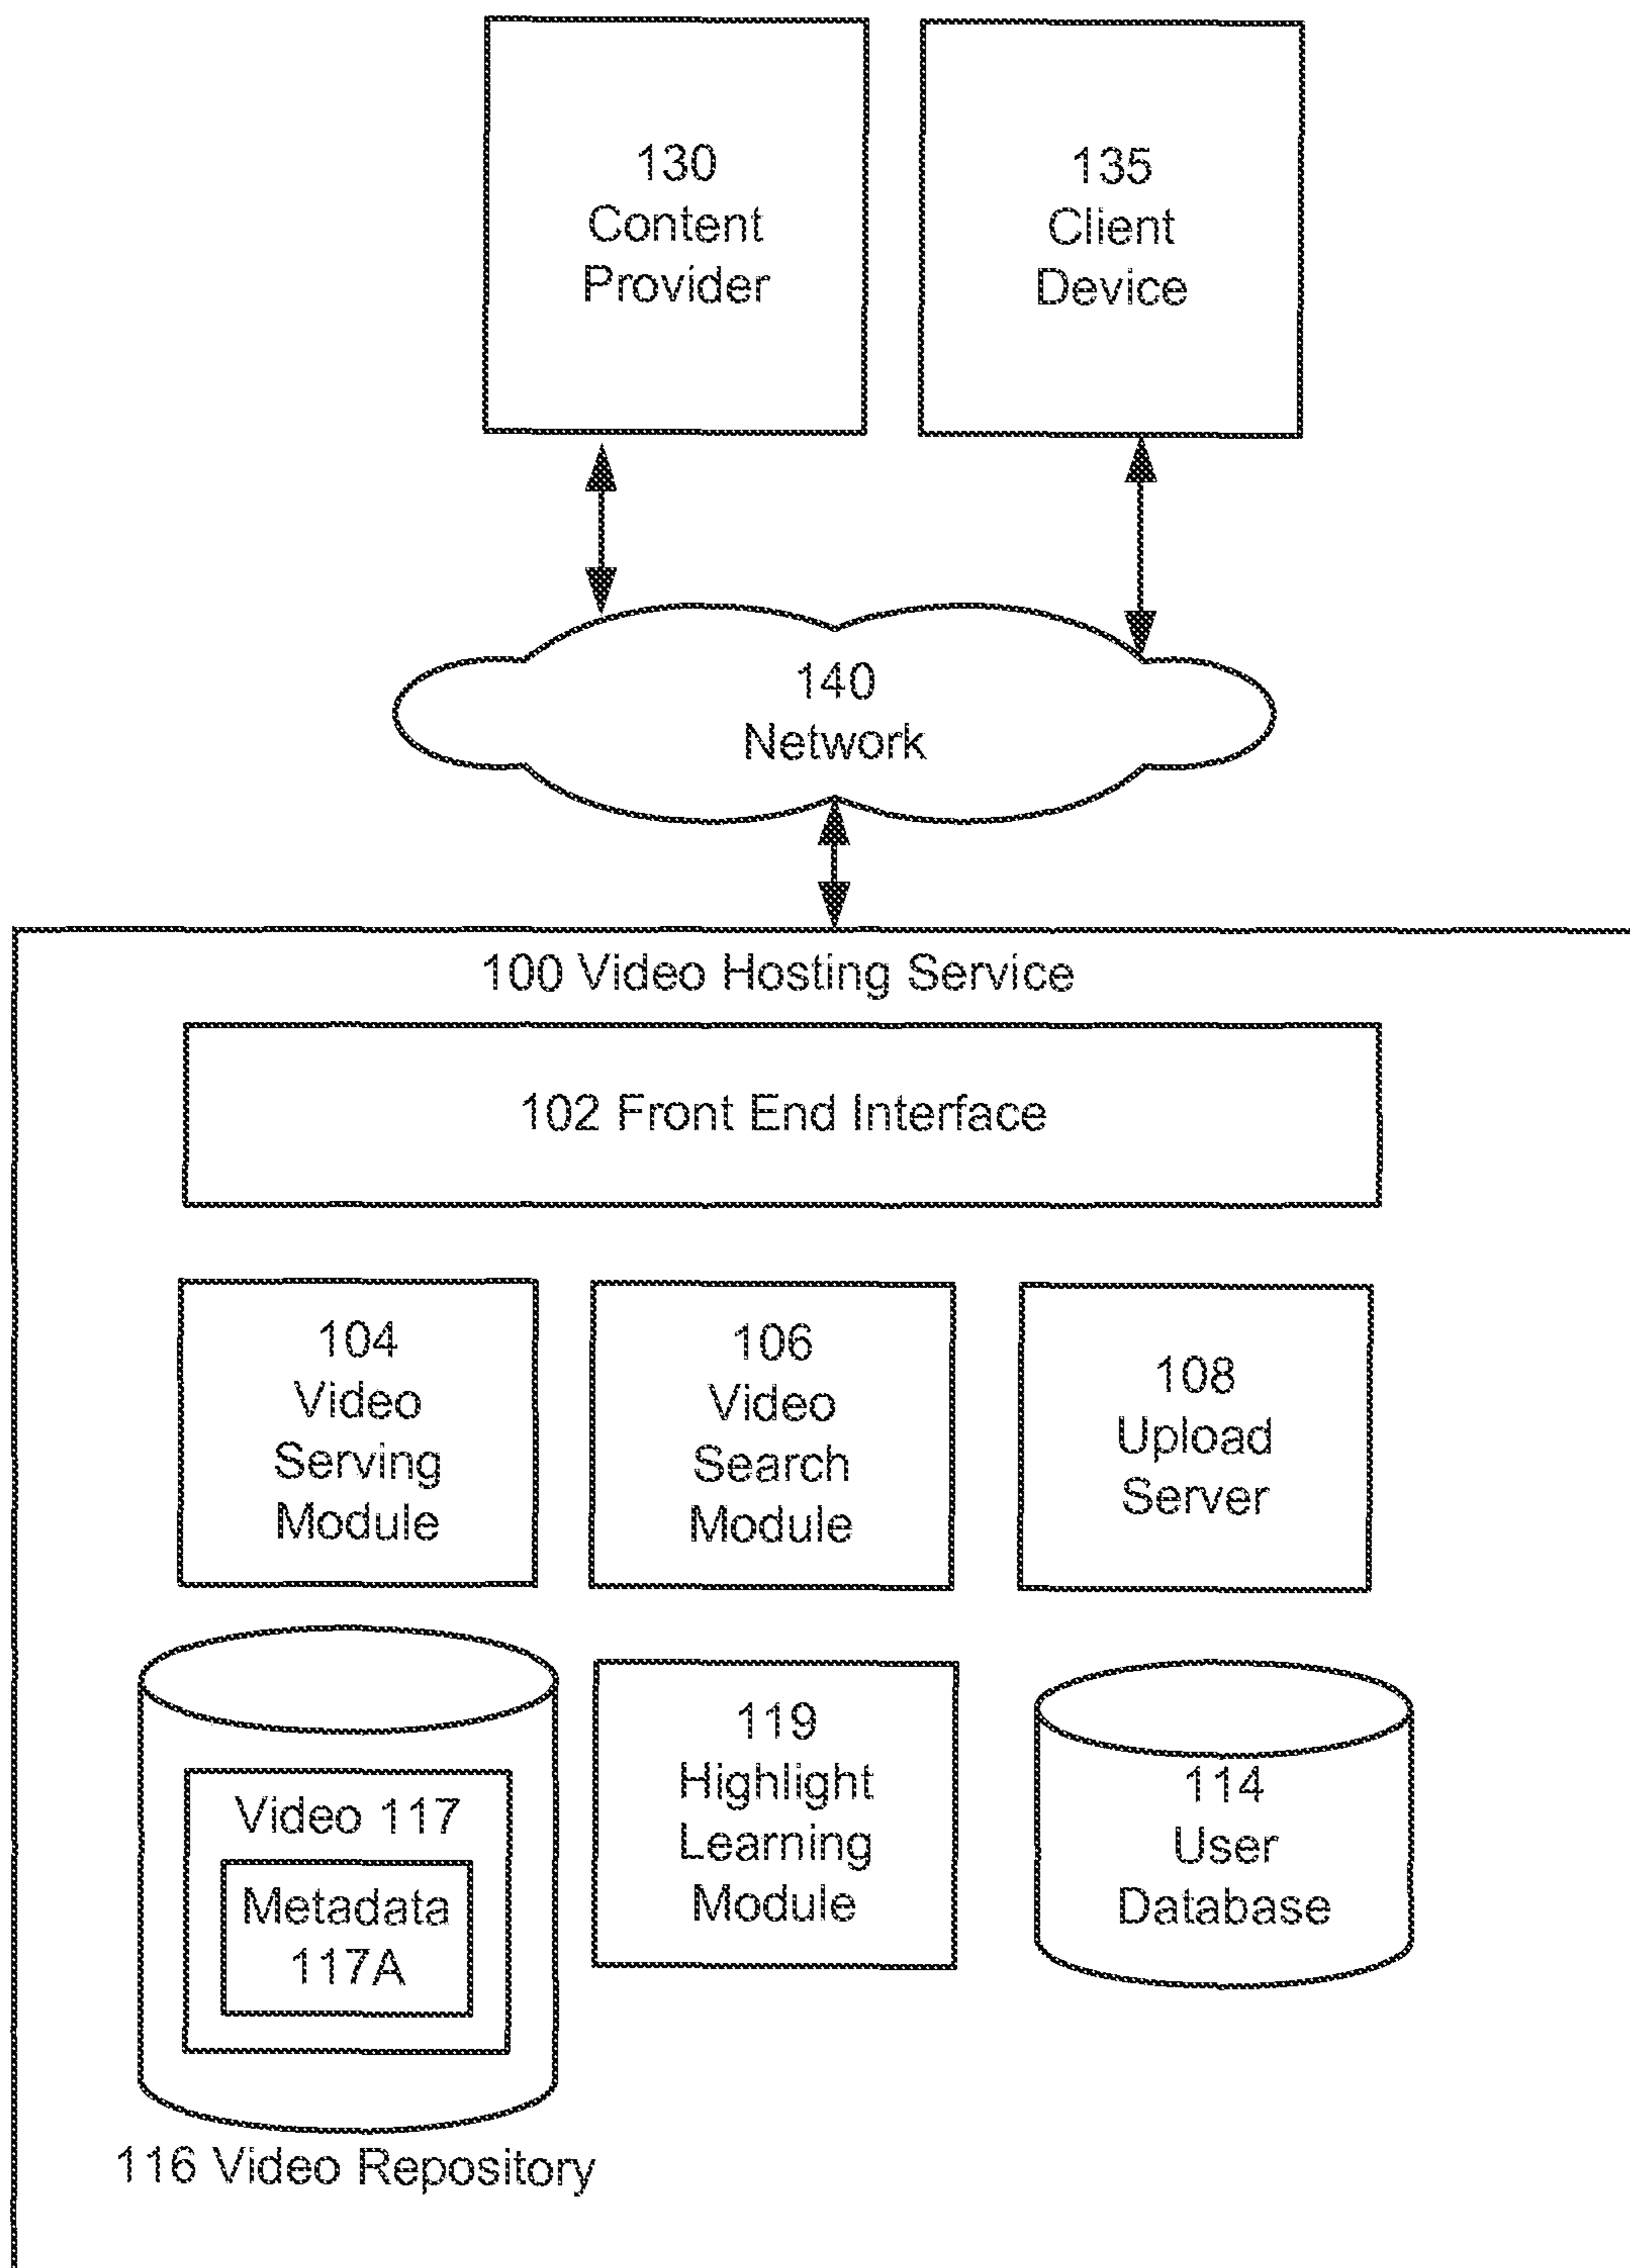 130
Content
Provider
135
Client
Device
140
Network
100 Video Hosting Service
102 Front End Interface
104
Video
Serving
Module
106
Video
Search
Module
108
Upload
Server
Video 117
Metadata
117A
119
Highlight
Learning
Module
114
User
Database
116 Video Repository